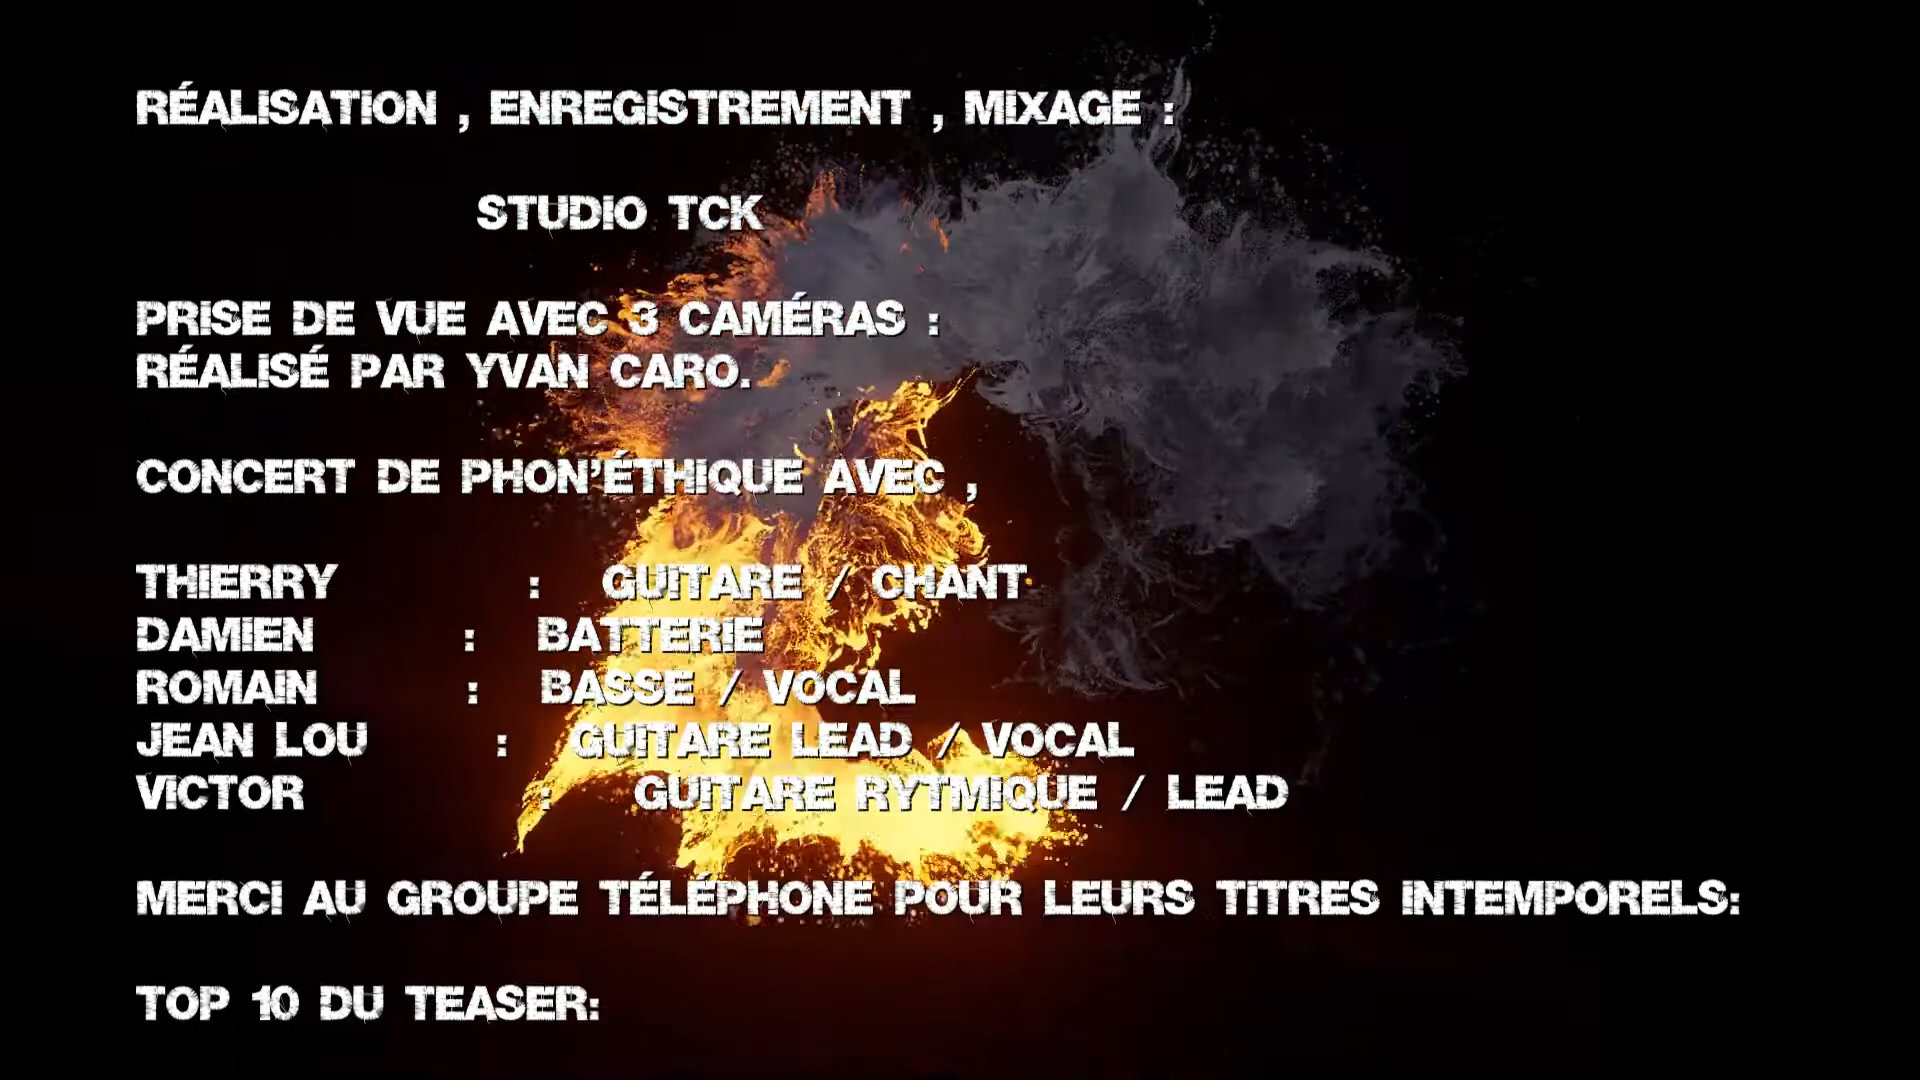 RÉALISATION , ENREGISTREMENT , MIXAGE :
STUDIO TCK
PRISE DE VUE AVEC 3 CAMÉRAS :
RÉALISÉ PAR YVAN CARO.
CONCERT DE PHON'ÉTHIQUE AVEC ,
THIERRY : GUITARE / CHANT
DAMIEN : BATTERIE
ROMAIN : BASSE / VOCAL
JEAN LOU : GUITARE LEAD / VOCAL
VICTOR : GUITARE RYTMIQUE / LEAD
MERCI AU GROUPE TÉLÉPHONE POUR LEURS TITRES INTEMPORELS:
TOP 10 DU TEASER: